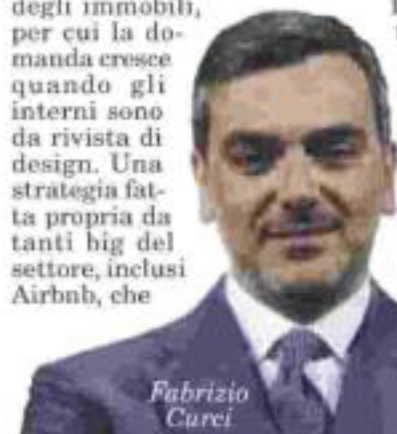 degli immobili,
per cui la do-
manda cresce
quando gli
interni sono
da rivista di
design. Una
strategia fat-
ta propria da
tanti big del
settore, inclusi
Airbnb, che
Fabrizio
Curci